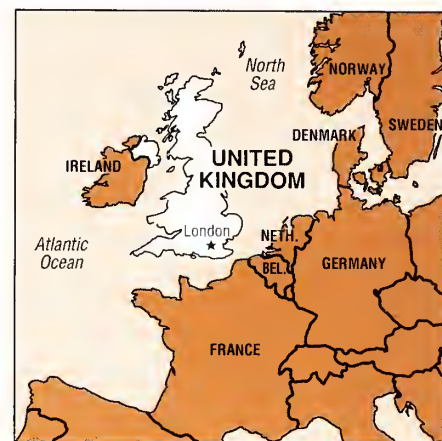 North
Sea
NORWAY
SWEDEN
DENMARK
IRELAND
UNITED
KINGDOM
London
NETH.
Atlantic
Ocean
BEL.
GERMANY
FRANCE